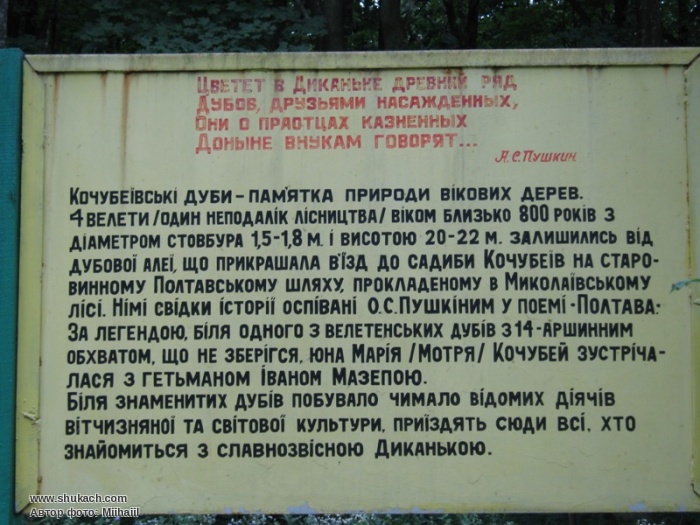 Цветет в Диканьке древний ряд
Дубов, друзьями насажденных,
Они о праотцах казненных
Доныне внукам говорят...
А.С.Пушкин
Кочубеївські дуби – пам'ятка природи вікових дерев.
4 велети /один неподалік лісництва/ віком близько 800 років з
діаметром стовбура 1,5-1,8 м. і висотою 20-22 м. залишились від
дубової алеї, що прикрашала в'їзд до садиби Кочубеїв на старо-
винному Полтавському шляху, прокладеному в Миколаївському
лісі. Німі свідки історії оспівані О.С.Пушкіним у поемі "Полтава".
За легендою, біля одного з велетенських дубів з 14-аршинним
обхватом, що не зберігся, юна Марія /Мотря/ Кочубей зустріча-
лася з гетьманом Іваном Мазепою.
Біля знаменитих дубів побувало чимало відомих діячів
вітчизняної та світової культури, приїздять сюди всі, хто
знайомиться з славнозвісною Диканькою.
www.shukach.com
Автор фото: Mijhail